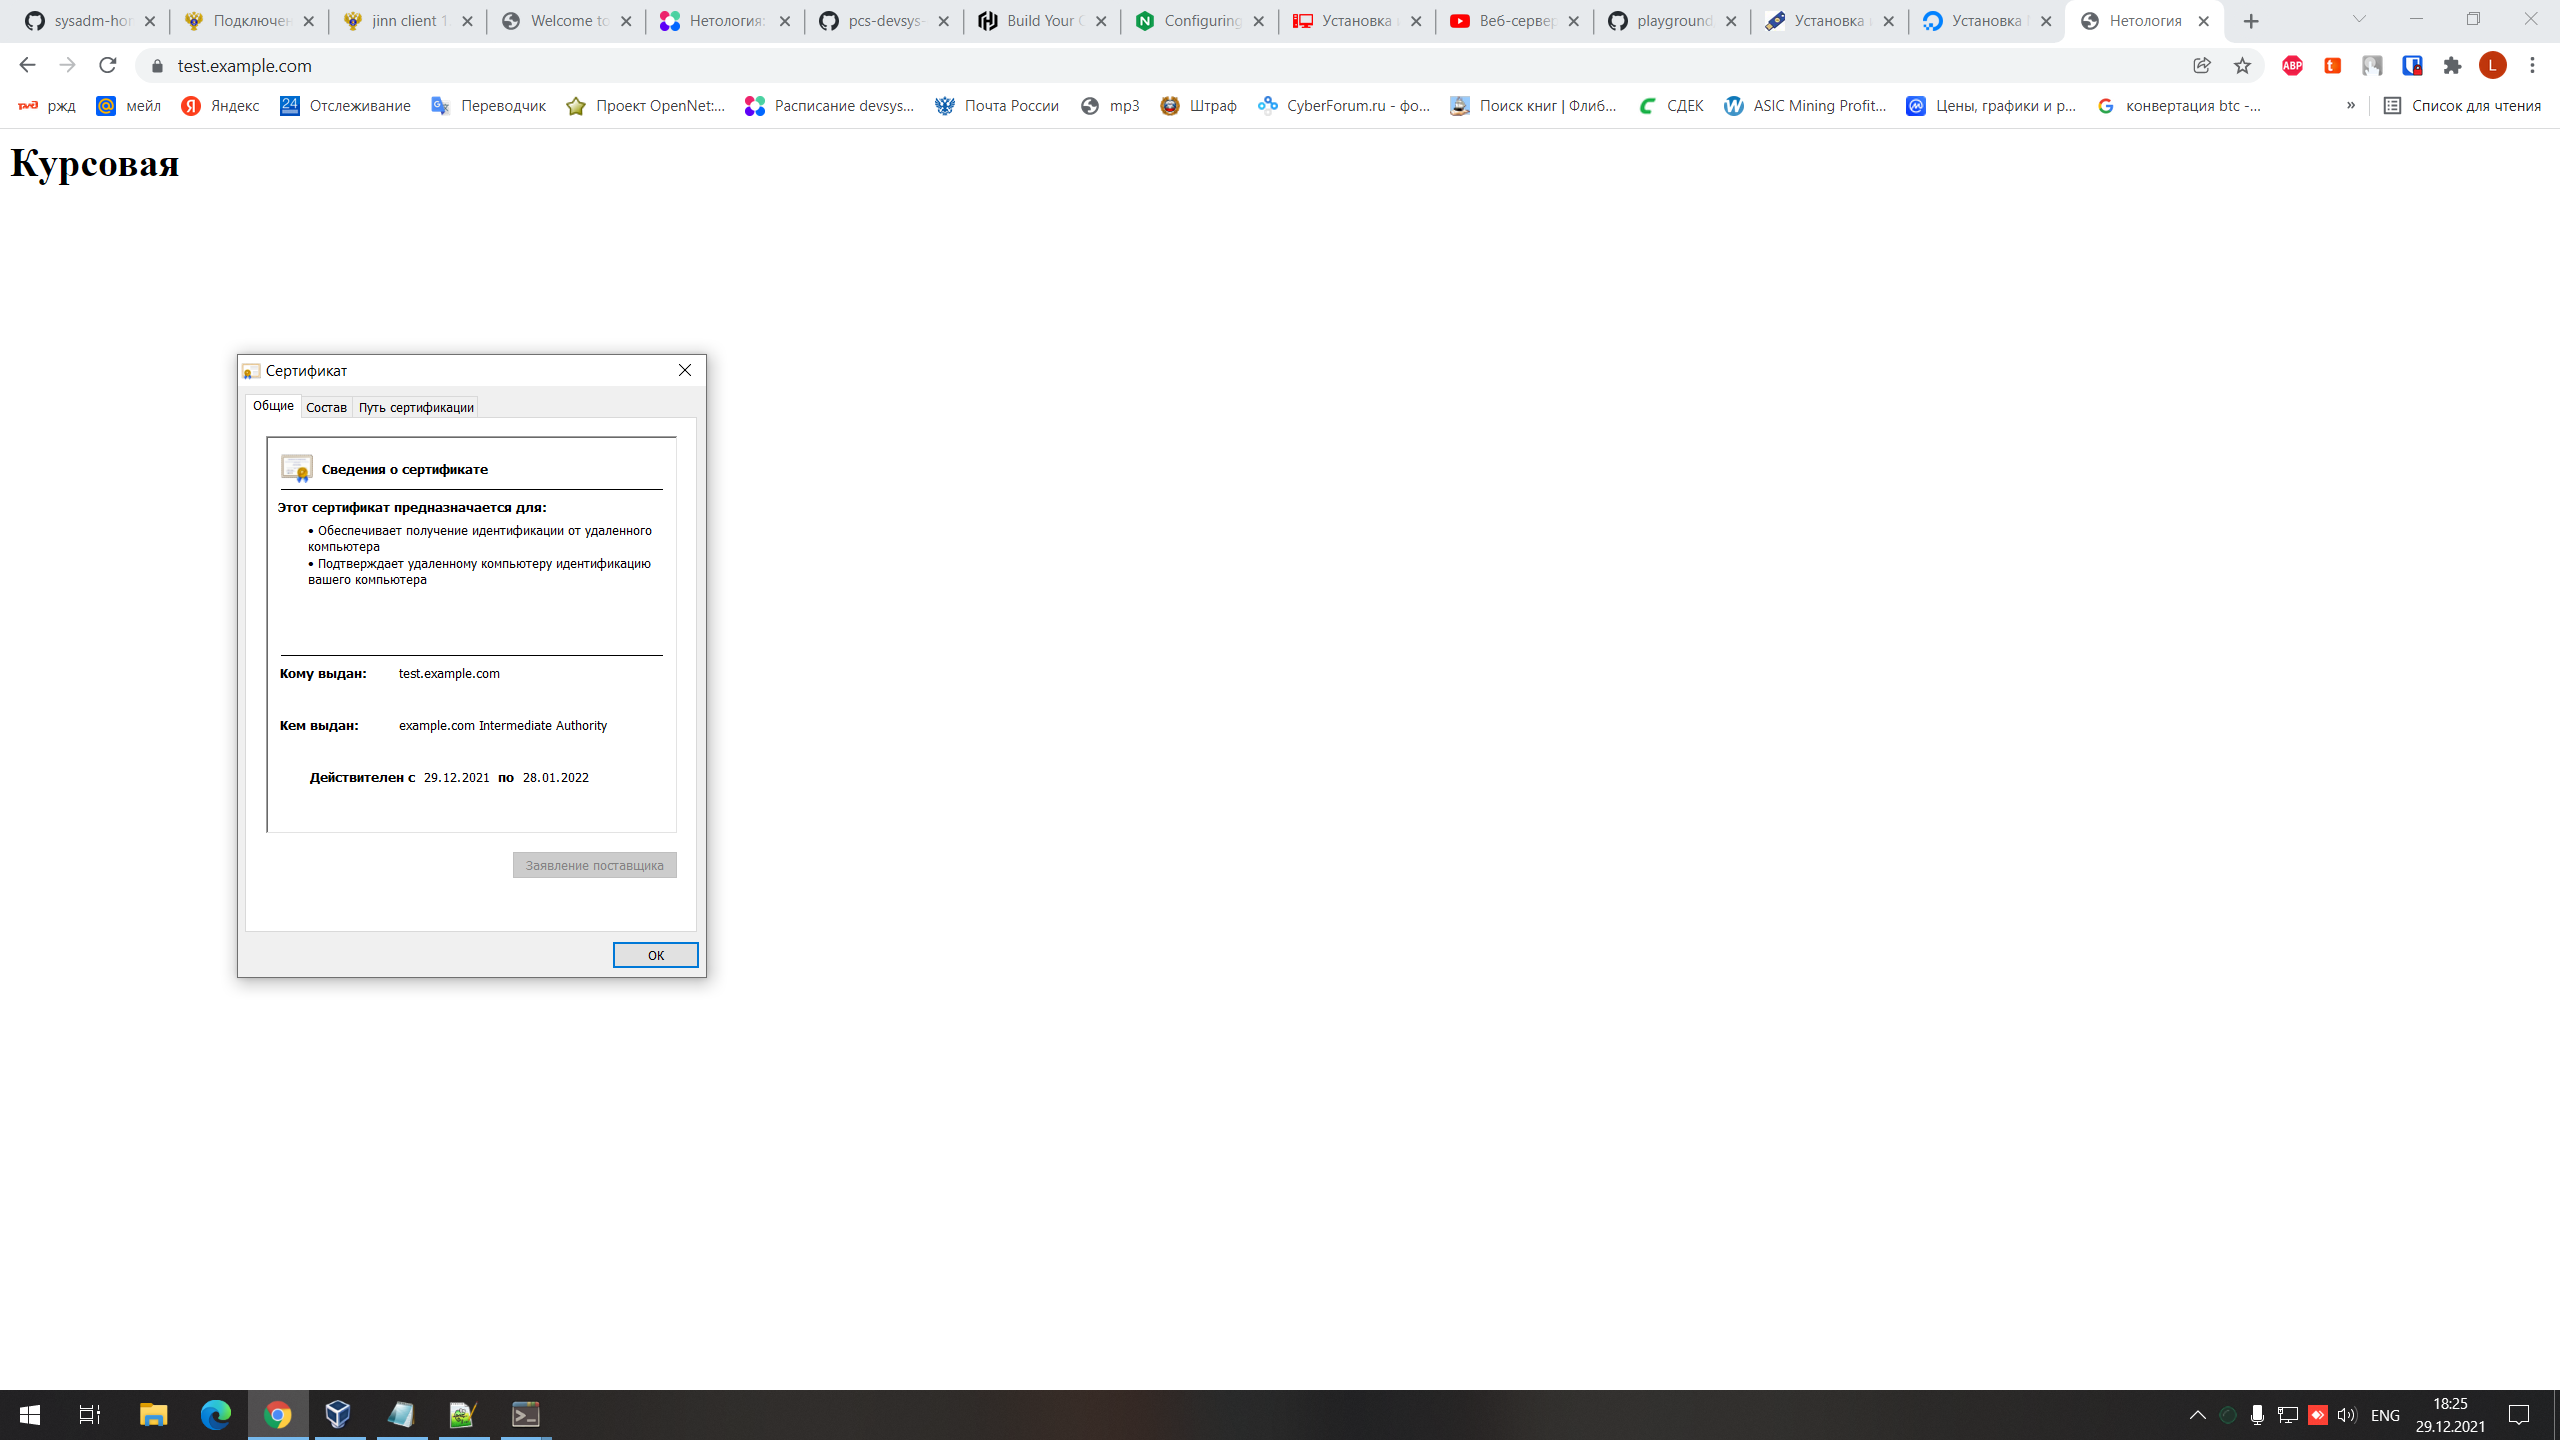 sysadm-hor
Подключен
jinn client 1
Welcome to
Нетология:
pcs-devsys-
Build Your C
Configuring
Установка
Веб-сервер
playground
Установка
Установка
Нетология
test.example.com
L
ржд
мейл
Яндекс
24
Отслеживание
Переводчик
Проект OpenNet:...
Расписание devsys...
Почта России
mp3
Штраф
CyberForum.ru - фо...
Поиск книг | Флиб...
СДЕК
ASIC Mining Profit...
Цены, графики и р...
конвертация btc -...
»
Список для чтения
Курсовая
Сертификат
Общие
Состав
Путь сертификации
Сведения о сертификате
Этот сертификат предназначается для:
• Обеспечивает получение идентификации от удаленного
компьютера
• Подтверждает удаленному компьютеру идентификацию
вашего компьютера
Кому выдан: test.example.com
Кем выдан: example.com Intermediate Authority
Действителен с 29.12.2021 по 28.01.2022
Заявление поставщика
ОК
ENG
18:25
29.12.2021